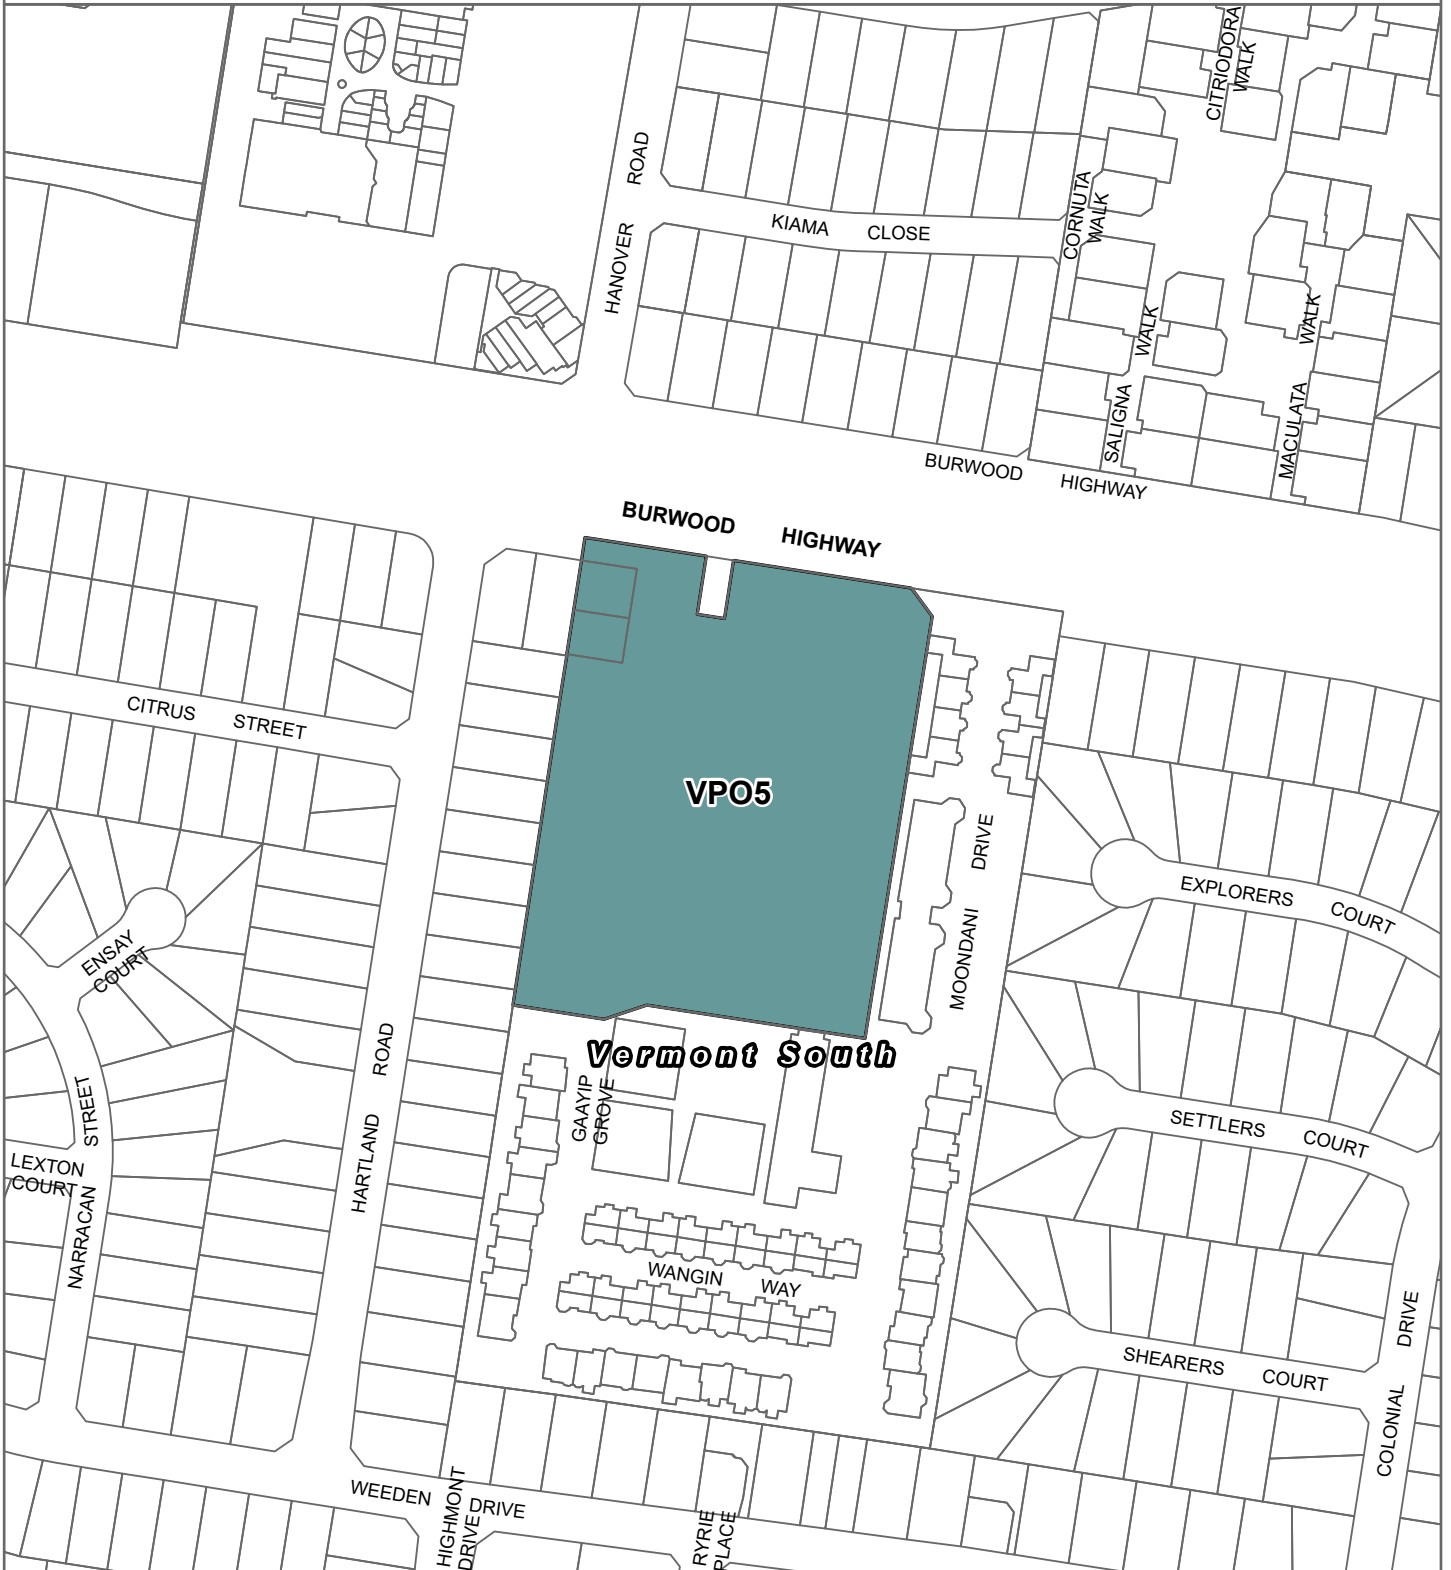 CITRIODORA
WALK
ROAD
HANOVER
KIAMA CLOSE
CORNUTA
WALK
WALK
SALIGNA
WALK
MACULATA
BURWOOD HIGHWAY
BURWOOD HIGHWAY
CITRUS STREET
VPO5
DRIVE
MOONDANI
EXPLORERS COURT
ENSAY
COURT
ROAD
HARTLAND
Vermont South
GAAYIP
GROVE
STREET
NARRACAN
LEXTON
COURT
SETTLERS COURT
WANGIN WAY
SHEARERS COURT
DRIVE
COLONIAL
WEEDEN DRIVE
HIGHMONT
DRIVE
RYRIE
PLACE